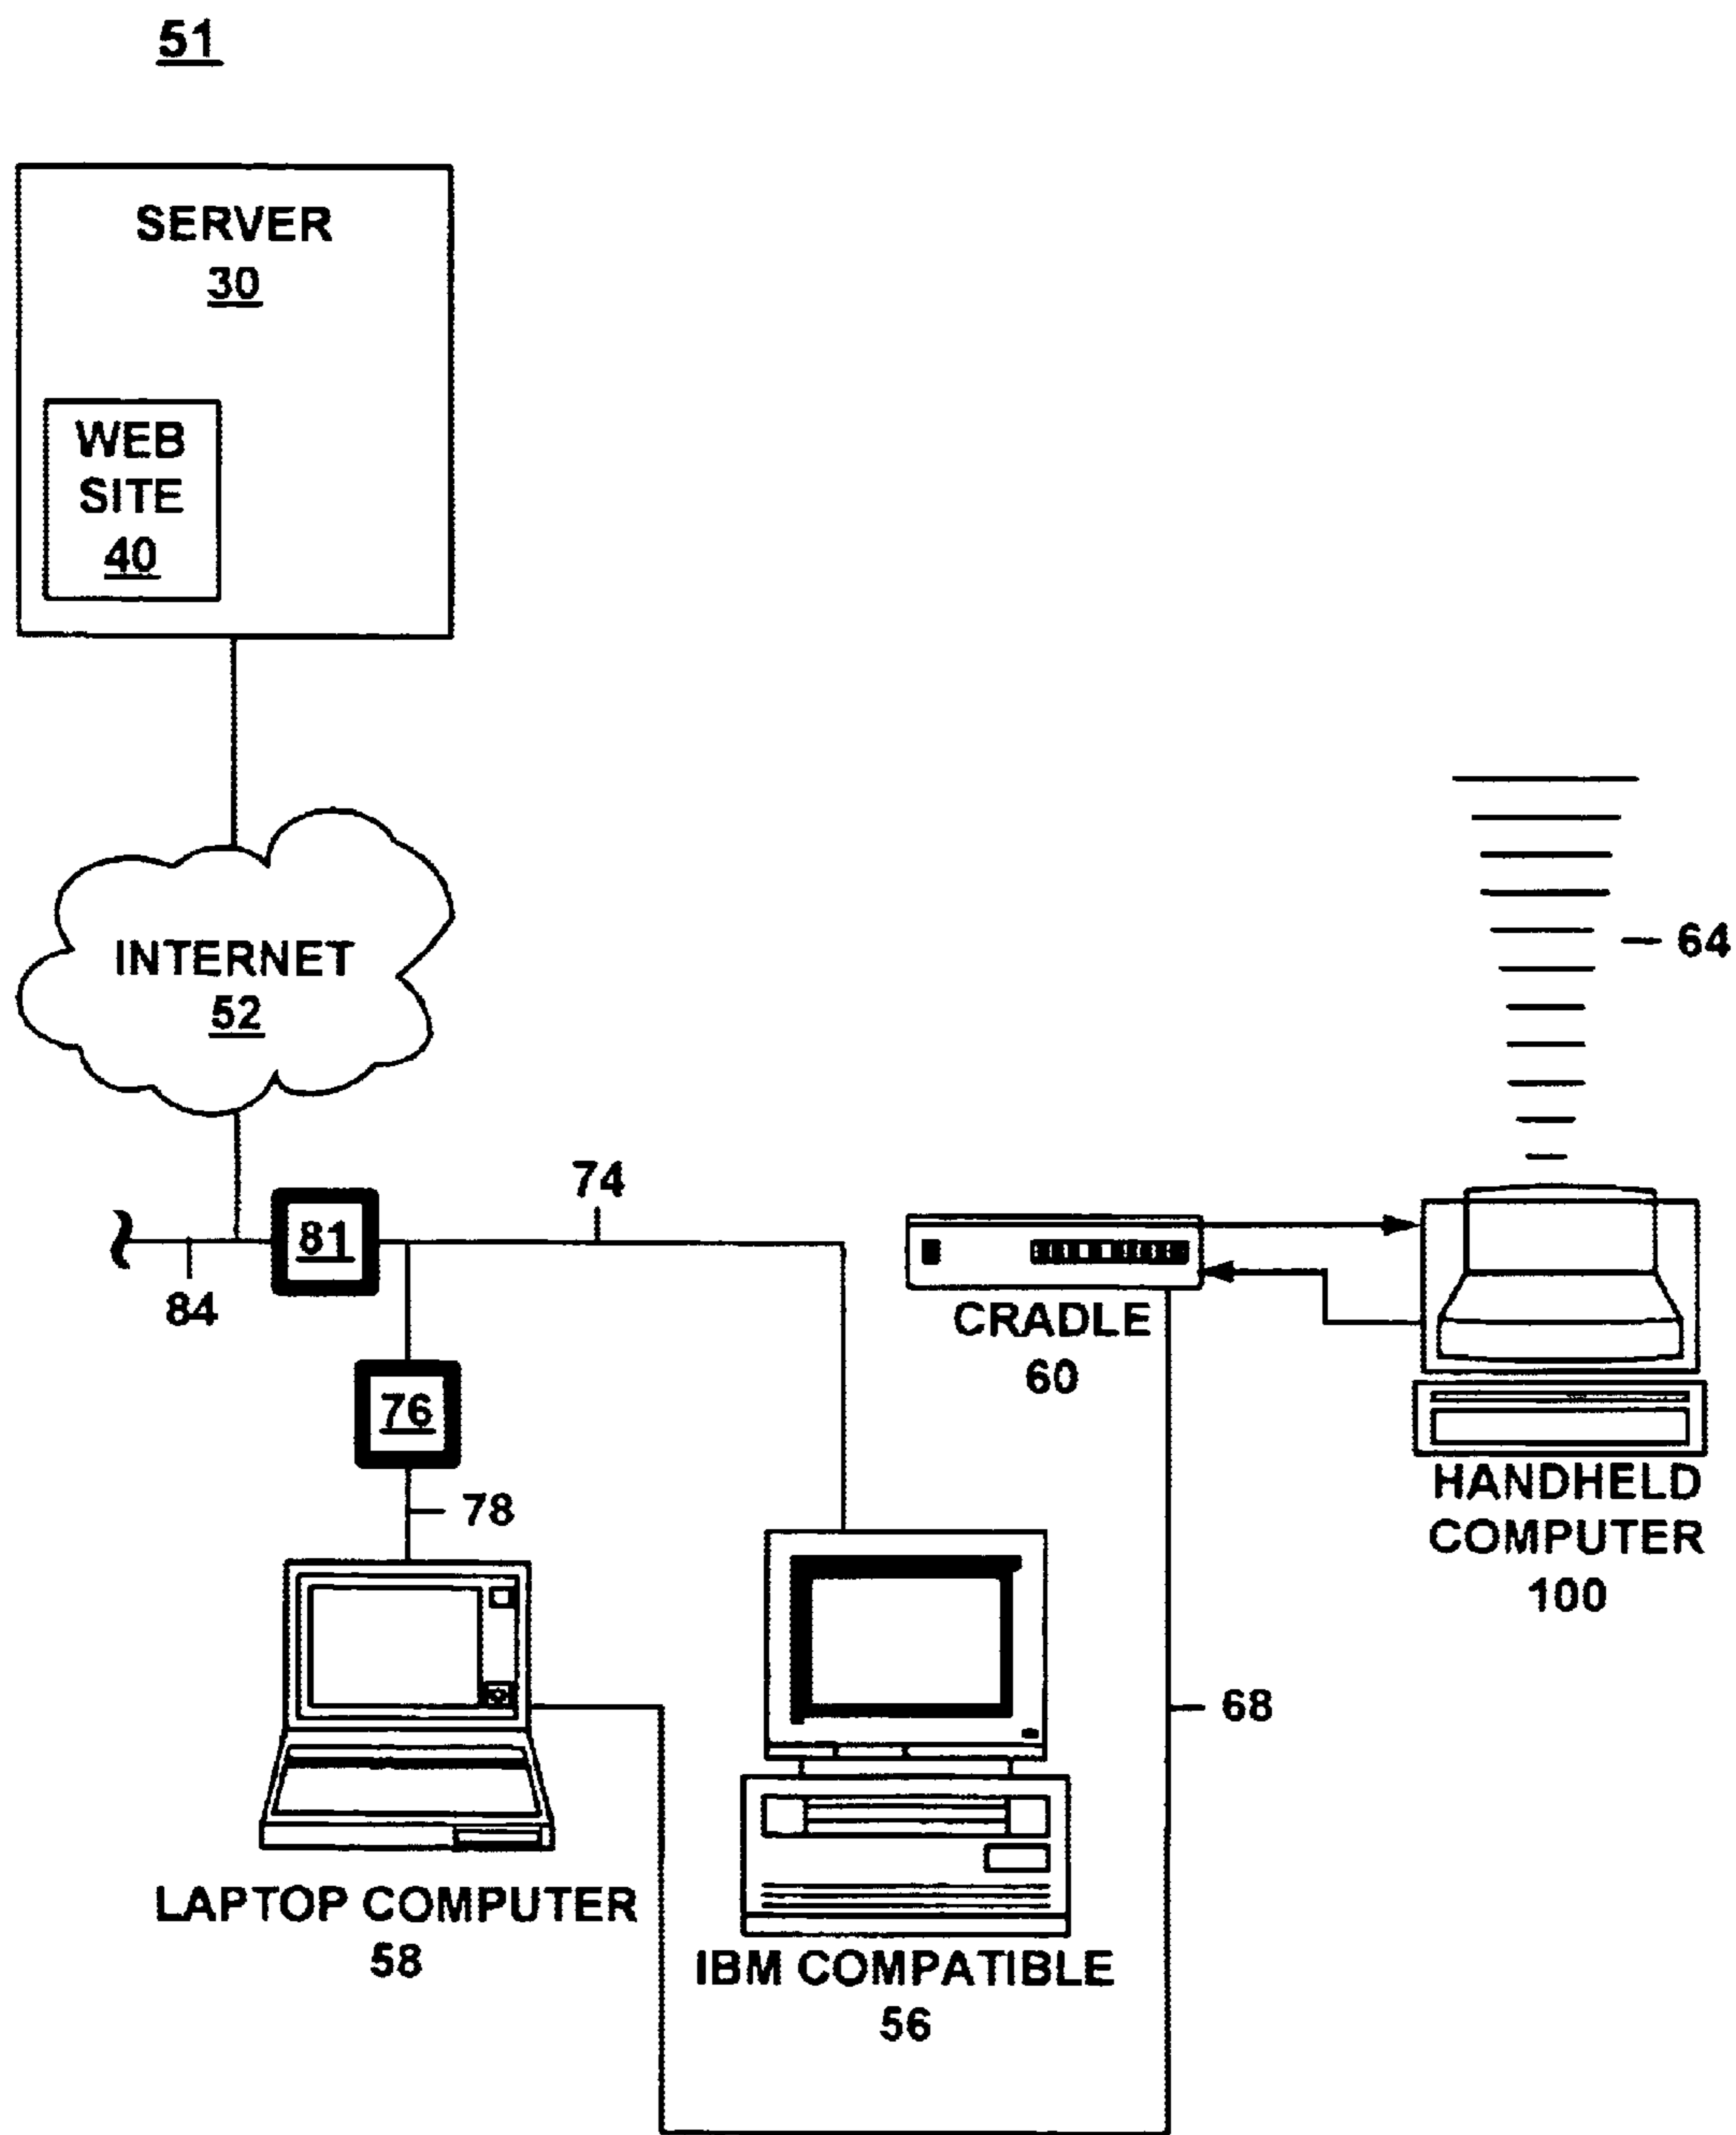 51
SERVER
30
WEB
SITE
40
INTERNET
52
64
74
81
84
CRADLE
60
76
78
HANDHELD
COMPUTER
100
68
LAPTOP COMPUTER
58
IBM COMPATIBLE
56